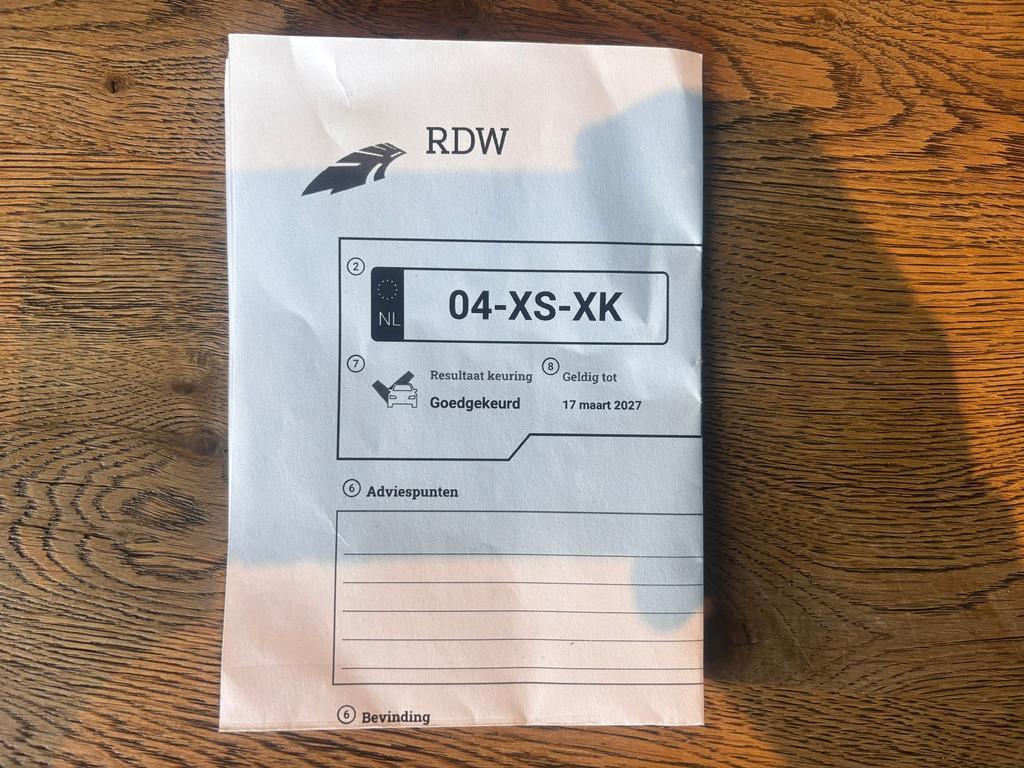 RDW
2
NL
04-XS-XK
7
Resultaat keuring
8
Geldig tot
Goedgekeurd
17 maart 2027
6 Adviespunten
6 Bevinding